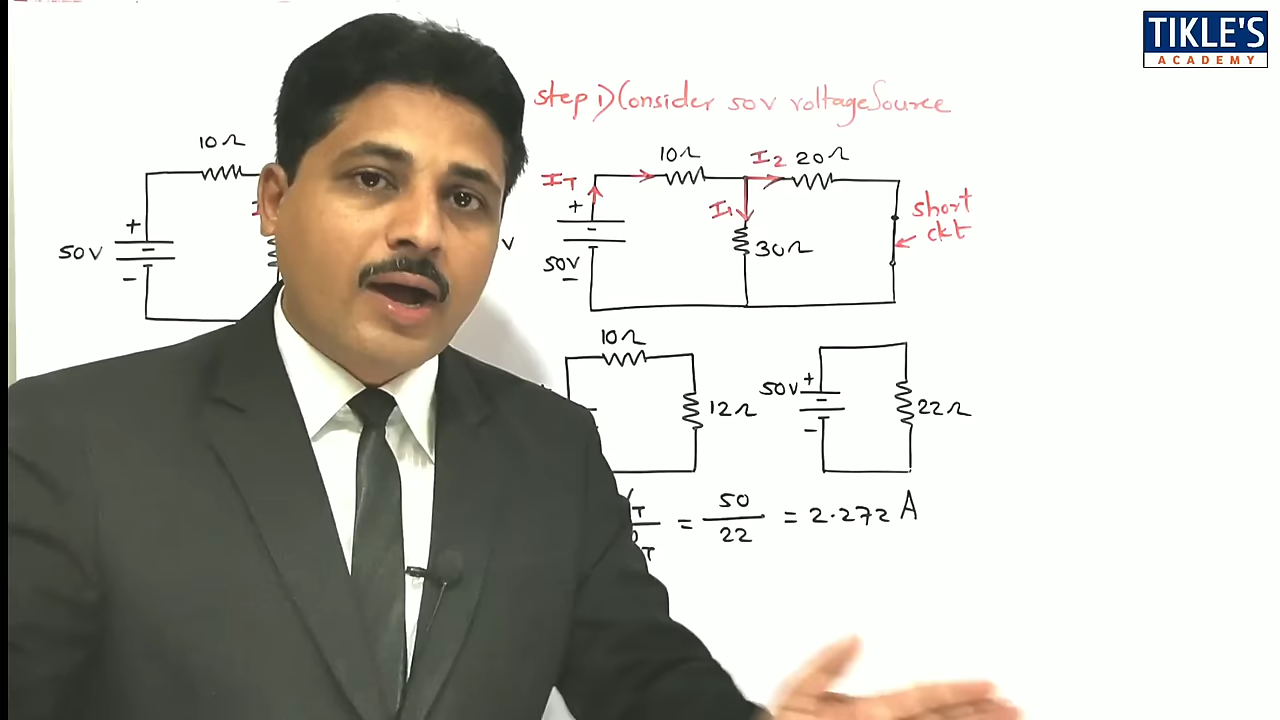 TIKLE'S
ACADEMY
step 1) Consider 50V voltage Source
10Ω
+
50V
-
V
10Ω
I₂ 20Ω
I_T
+
I₁
30Ω
50V
short
ckt
10Ω
12Ω
50V +
-
22Ω
T = 50 = 2.272 A
T 22